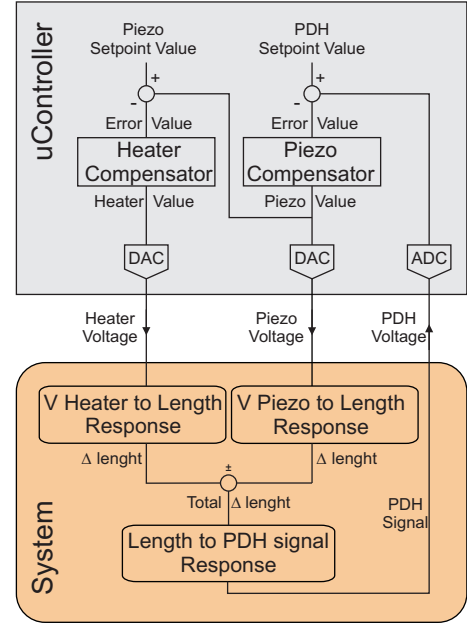 Piezo
Setpoint Value
PDH
Setpoint Value
+
+
-
-
Error Value
Error Value
Heater
Compensator
Piezo
Compensator
Heater Value
Piezo Value
DAC
DAC
ADC
uController
Heater
Voltage
Piezo
Voltage
PDH
Voltage
V Heater to Length
Response
V Piezo to Length
Response
Δ lenght
Δ lenght
±
Total Δ lenght
PDH
Signal
Length to PDH signal
Response
System